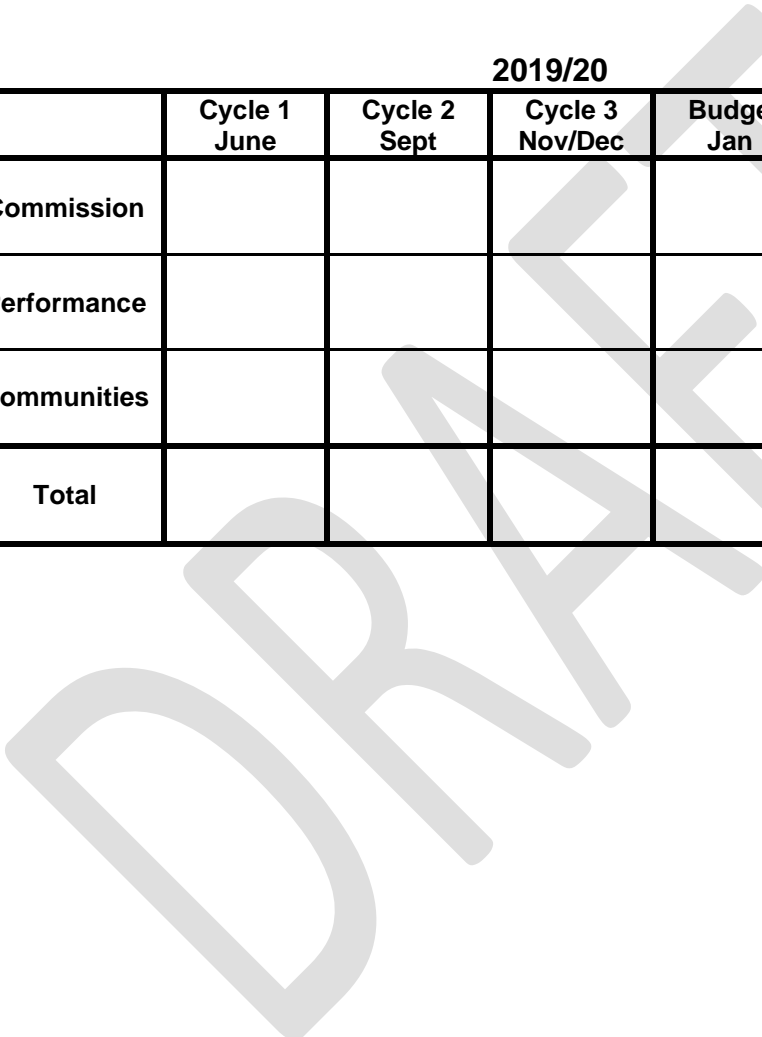 2019/20
Cycle 1 Cycle 2 Cycle 3 Budge
June Sept Nov/Dec Jan
Commission
erformance
ommunities
Total
DRAFT